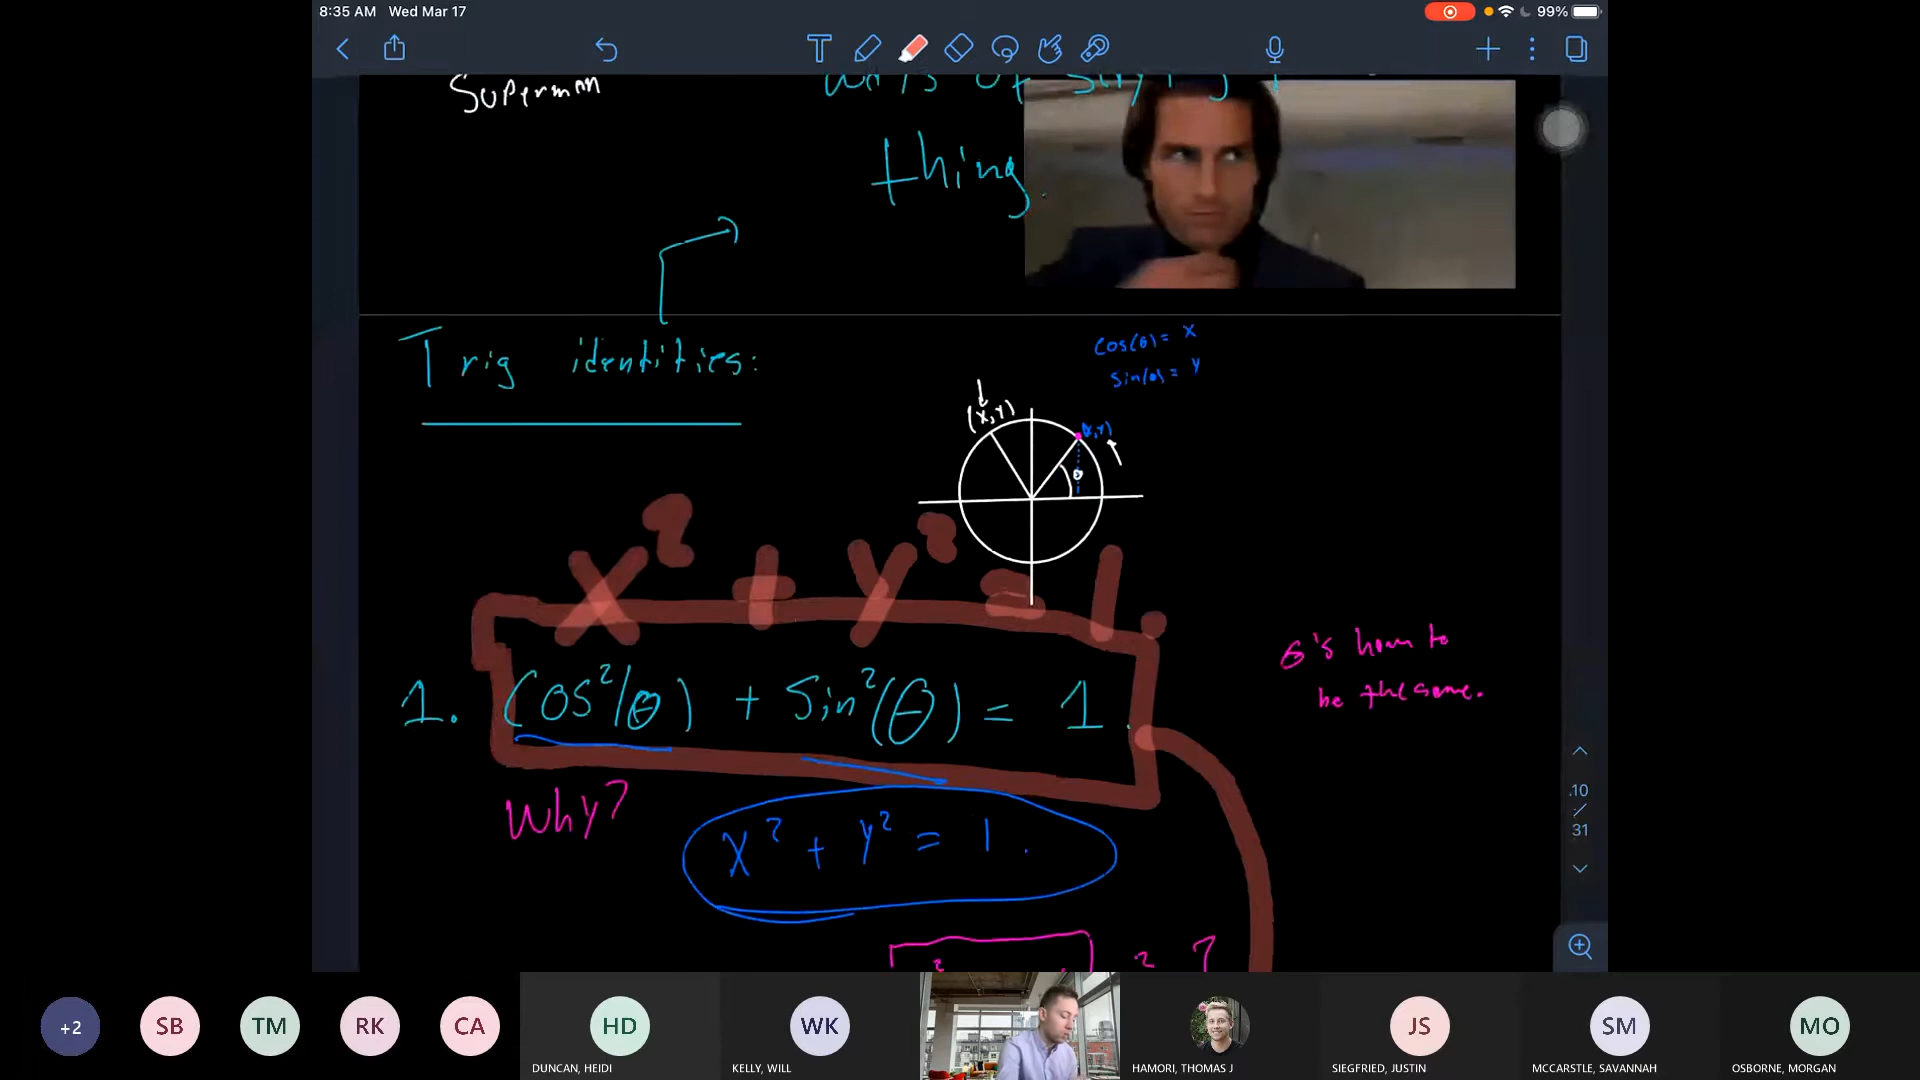 8:35 AM Wed Mar 17
99%
Superman
thing.
Trig identities:
cos(θ) = x
sin(θ) = y
(x,y)
(x,y)
θ
x² + y² = 1.
1. cos²(θ) + sin²(θ) = 1.
θ's have to
be the same.
Why?
x² + y² = 1.
10
/
31
2 2 ?
+2
SB
TM
RK
CA
HD
WK
JS
SM
MO
DUNCAN, HEIDI
KELLY, WILL
HAMORI, THOMAS J
SIEGFRIED, JUSTIN
MCCARSTLE, SAVANNAH
OSBORNE, MORGAN